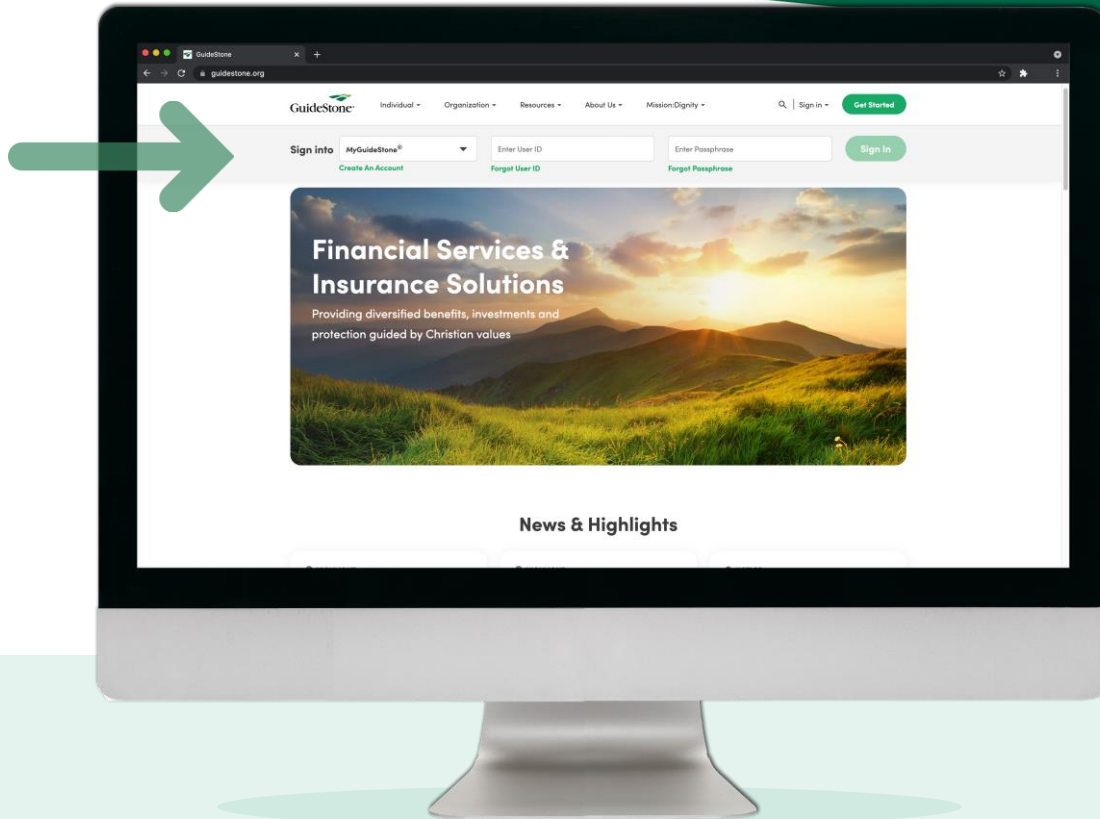 GuideStone
guidestone.org
GuideStone
Individual
Organization
Resources
About Us
Mission:Dignity
Sign in
Get Started
Sign into
MyGuideStone®
Enter User ID
Enter Passphrase
Sign In
Create An Account
Forgot User ID
Forgot Passphrase
Financial Services &
Insurance Solutions
Providing diversified benefits, investments and
protection guided by Christian values
News & Highlights